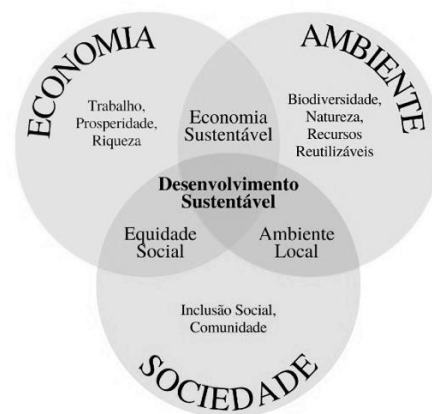 ECONOMIA
AMBIENTE
Trabalho,
Prosperidade,
Riqueza
Economia
Sustentável
Biodiversidade,
Natureza,
Recursos
Reutilizáveis
Desenvolvimento
Sustentável
Equidade
Social
Ambiente
Local
Inclusão Social,
Comunidade
SOCIEDADE